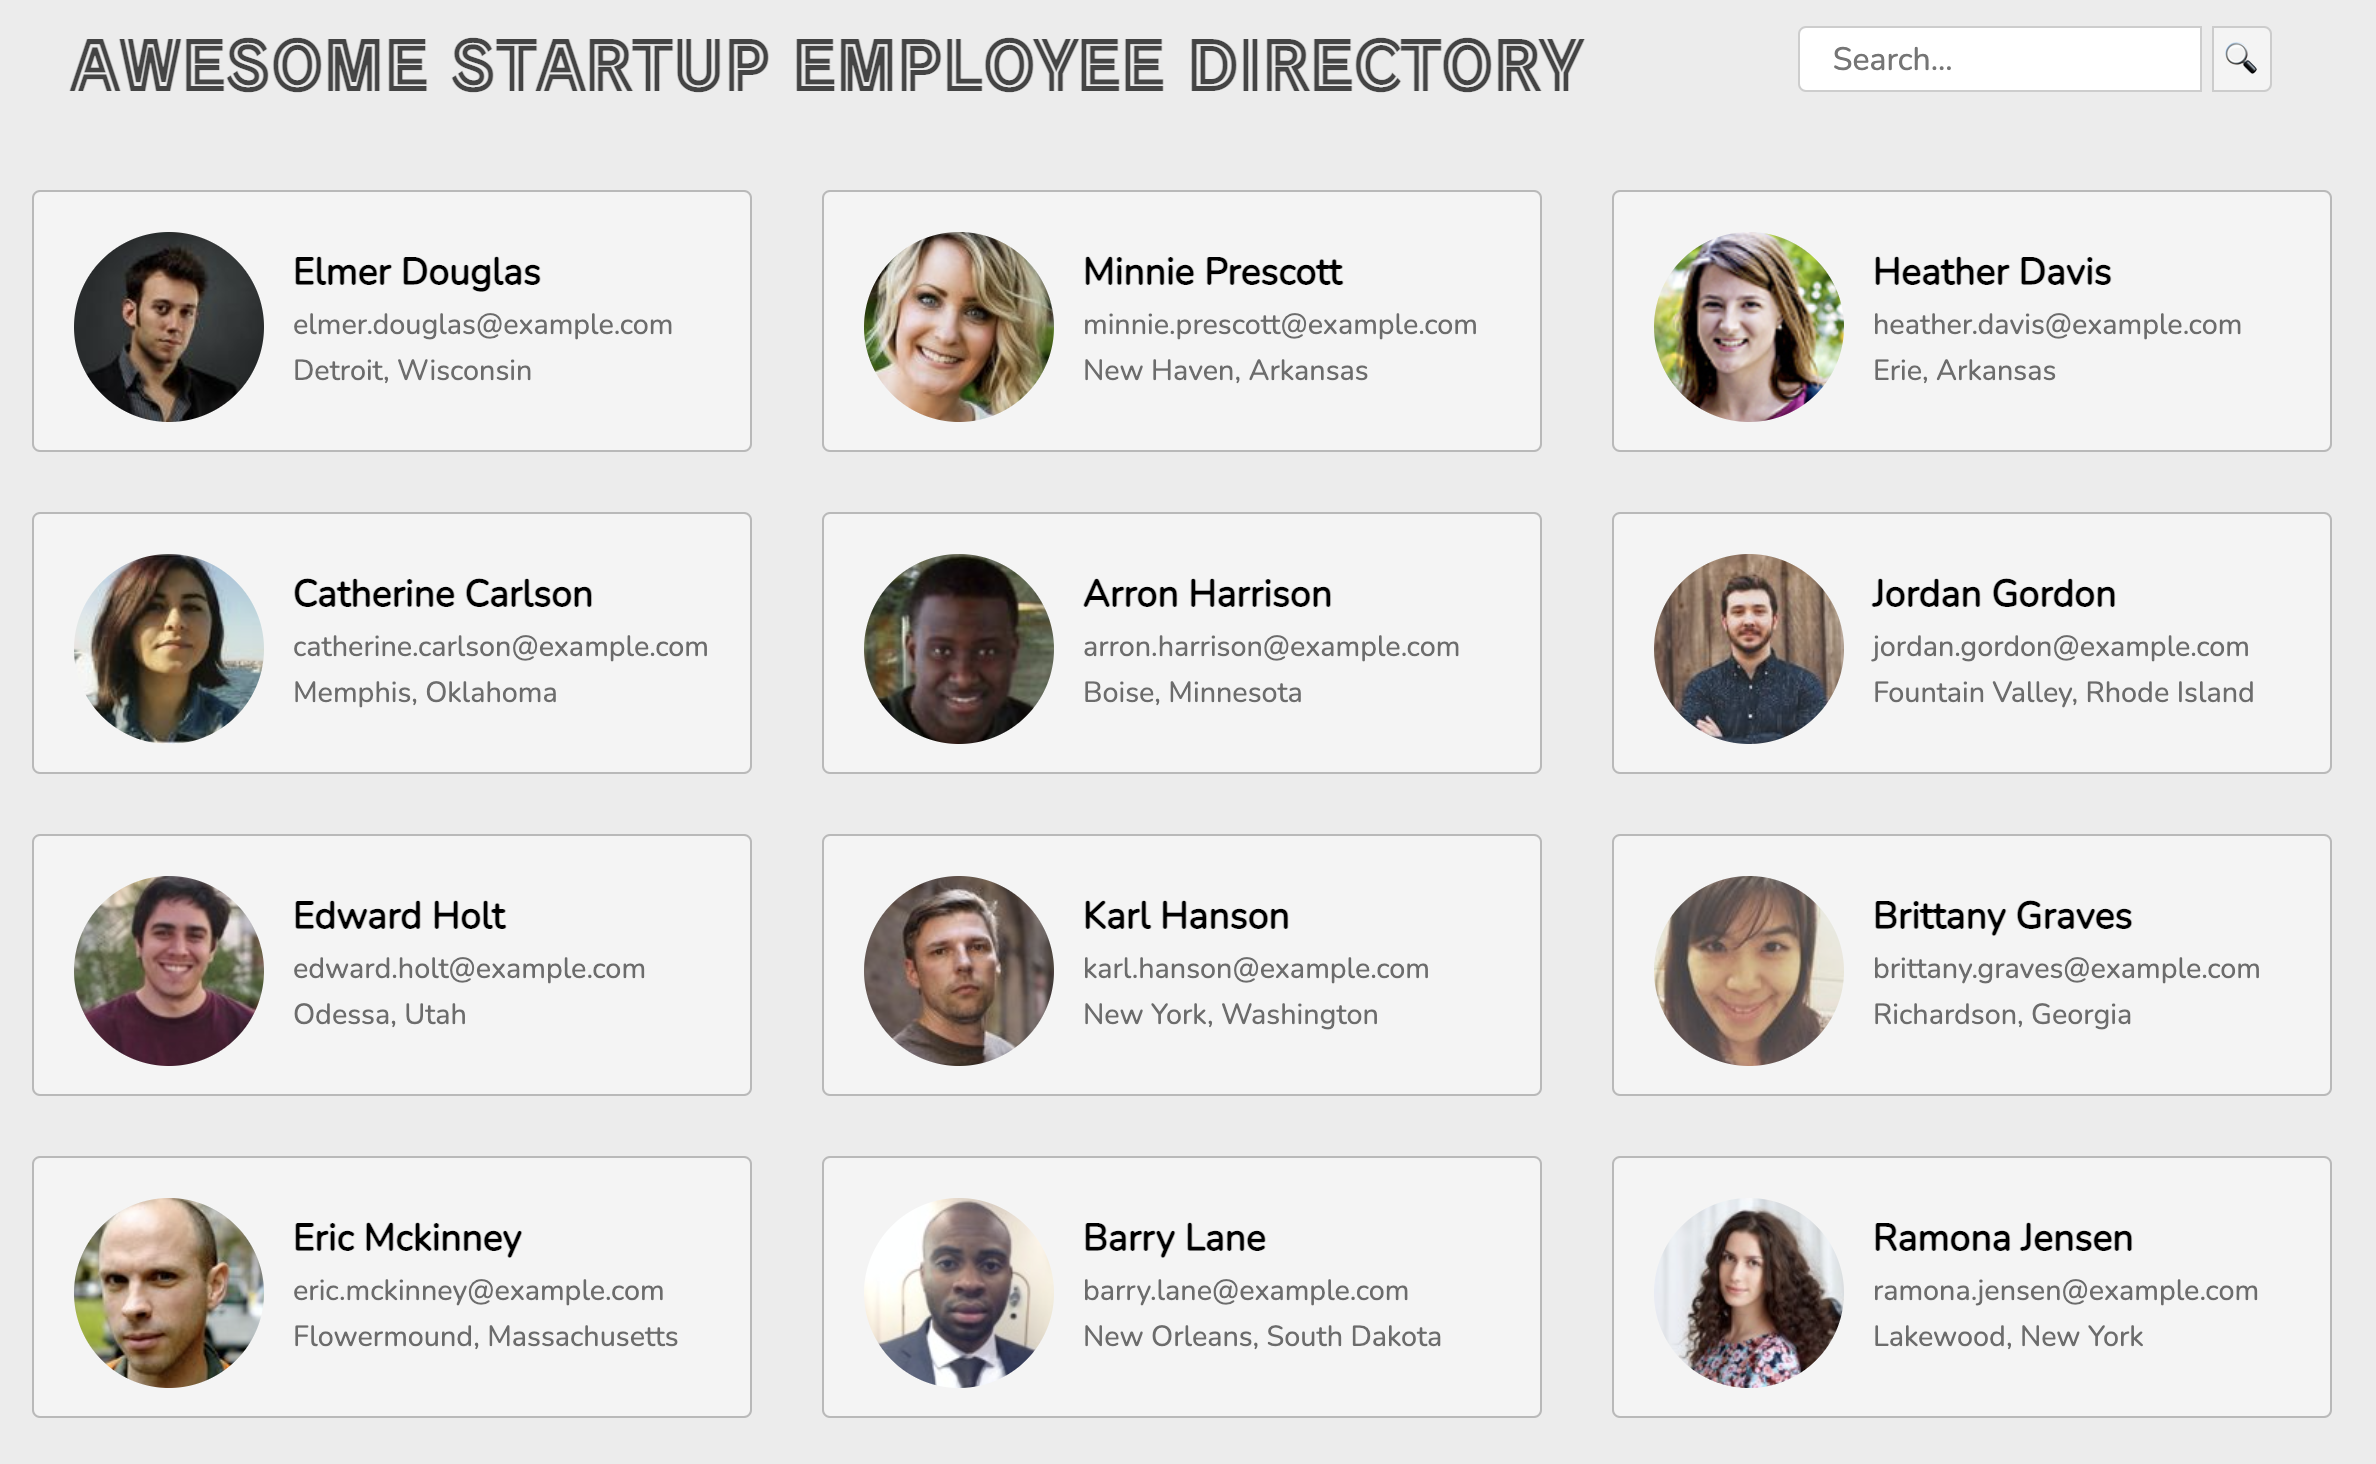 AWESOME STARTUP EMPLOYEE DIRECTORY
Search...
Elmer Douglas
elmer.douglas@example.com
Detroit, Wisconsin
Minnie Prescott
minnie.prescott@example.com
New Haven, Arkansas
Heather Davis
heather.davis@example.com
Erie, Arkansas
Catherine Carlson
catherine.carlson@example.com
Memphis, Oklahoma
Arron Harrison
arron.harrison@example.com
Boise, Minnesota
Jordan Gordon
jordan.gordon@example.com
Fountain Valley, Rhode Island
Edward Holt
edward.holt@example.com
Odessa, Utah
Karl Hanson
karl.hanson@example.com
New York, Washington
Brittany Graves
brittany.graves@example.com
Richardson, Georgia
Eric Mckinney
eric.mckinney@example.com
Flowermound, Massachusetts
Barry Lane
barry.lane@example.com
New Orleans, South Dakota
Ramona Jensen
ramona.jensen@example.com
Lakewood, New York